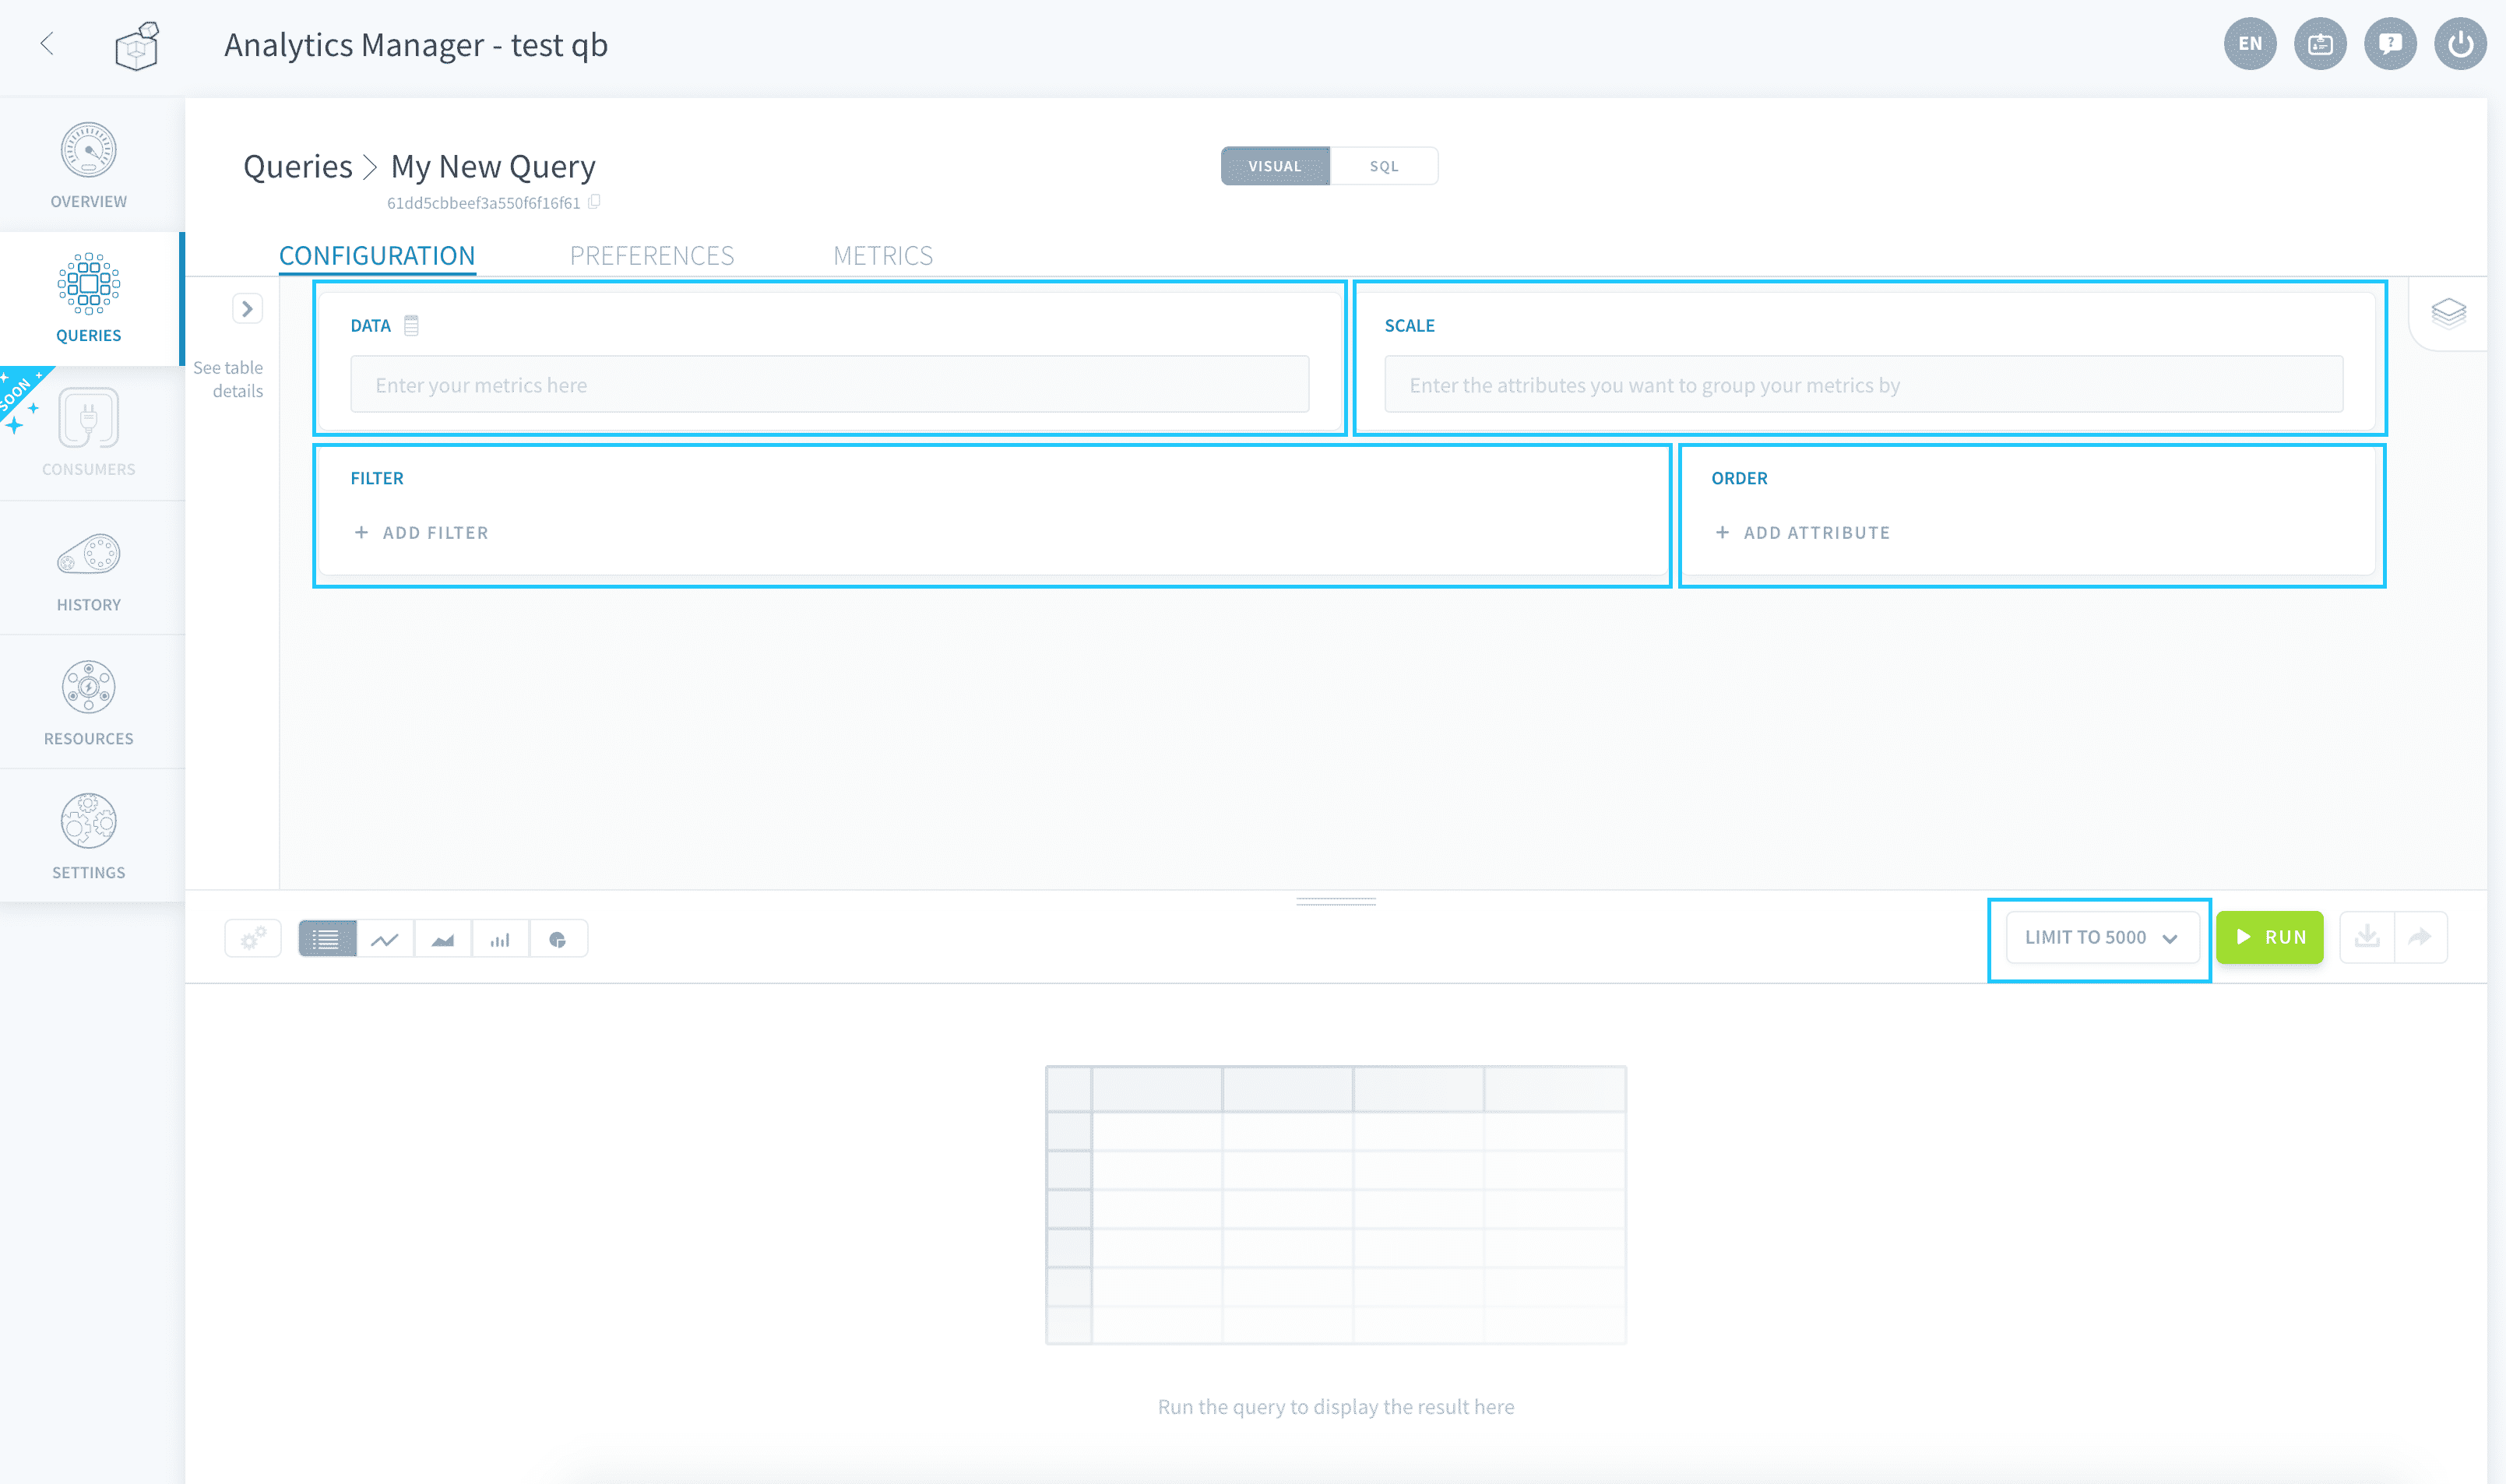 Analytics Manager - test qb
EN
?
OVERVIEW
QUERIES
SOON
CONSUMERS
HISTORY
RESOURCES
SETTINGS
Queries > My New Query
61dd5cbbeef3a550f6f16f61
VISUAL
SQL
CONFIGURATION
PREFERENCES
METRICS
See table
details
DATA
Enter your metrics here
SCALE
Enter the attributes you want to group your metrics by
FILTER
+ ADD FILTER
ORDER
+ ADD ATTRIBUTE
LIMIT TO 5000
RUN
Run the query to display the result here